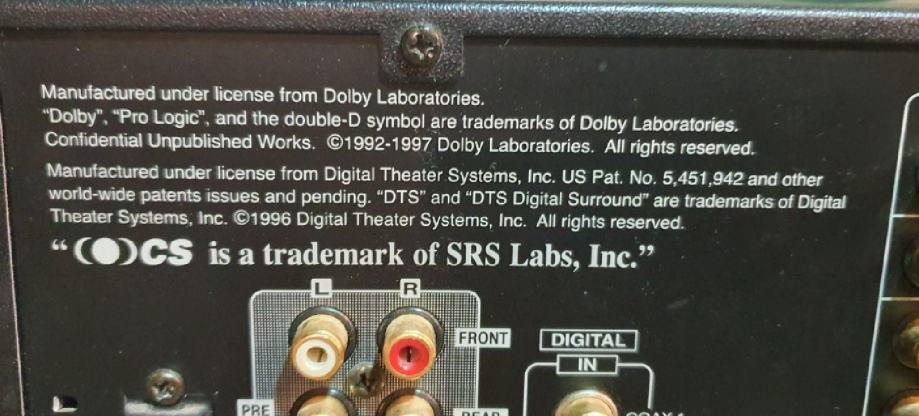 Manufactured under license from Dolby Laboratories.
“Dolby”, “Pro Logic”, and the double-D symbol are trademarks of Dolby Laboratories.
Confidential Unpublished Works. ©1992-1997 Dolby Laboratories. All rights reserved.
Manufactured under license from Digital Theater Systems, Inc. US Pat. No. 5,451,942 and other
world-wide patents issues and pending. “DTS” and “DTS Digital Surround” are trademarks of Digital
Theater Systems, Inc. ©1996 Digital Theater Systems, Inc. All rights reserved.
“ CS is a trademark of SRS Labs, Inc.”
L R
FRONT
DIGITAL
IN
PRE
REAR
COAX 1